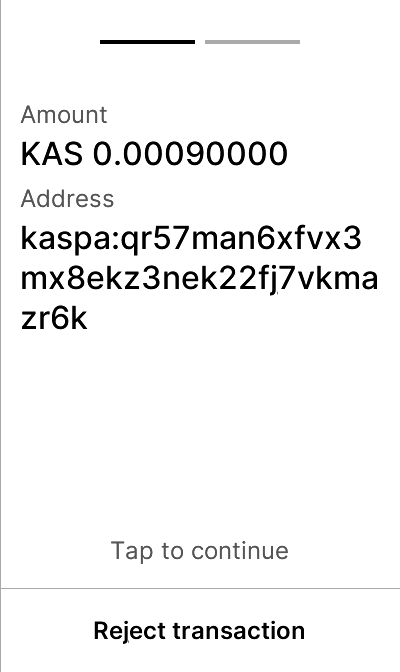 Amount
KAS 0.00090000
Address
kaspa:qr57man6xfvx3
mx8ekz3nek22fj7vkma
zr6k
Tap to continue
Reject transaction